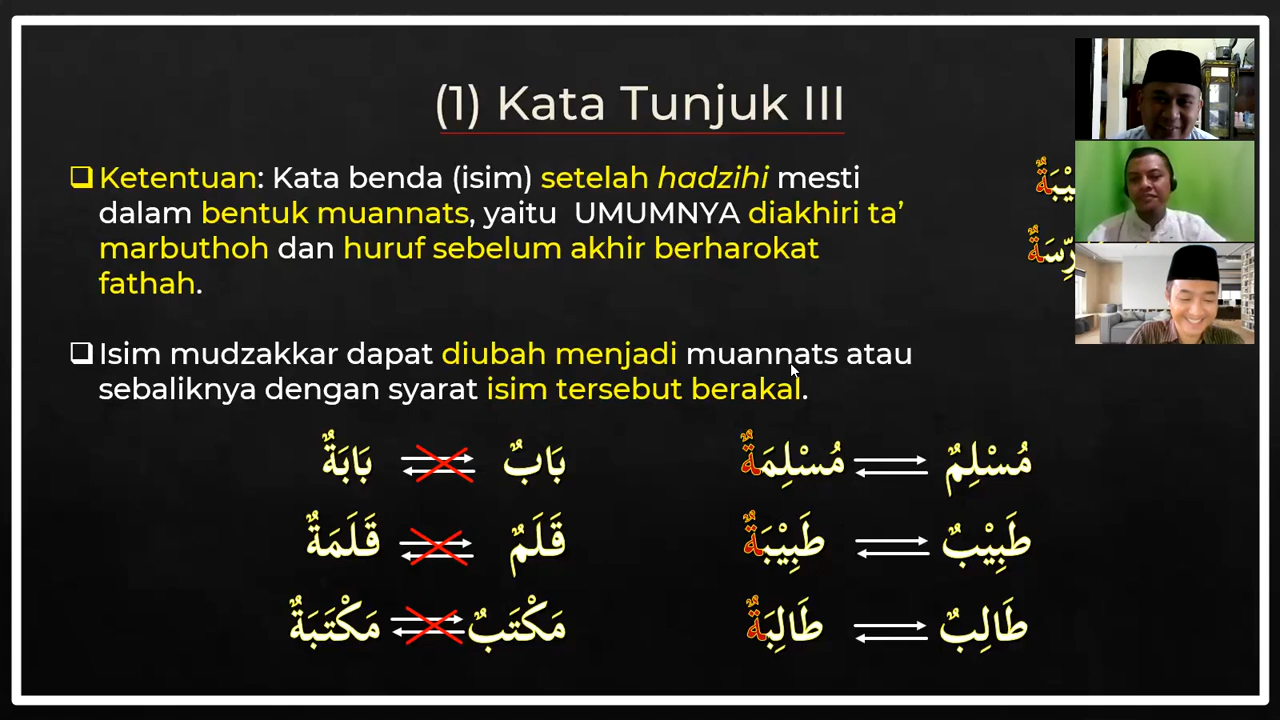 (1) Kata Tunjuk III
❑ Ketentuan: Kata benda (isim) setelah hadzihi mesti
dalam bentuk muannats, yaitu UMUMNYA diakhiri ta’
marbuthoh dan huruf sebelum akhir berharokat
fathah.
❑ Isim mudzakkar dapat diubah menjadi muannats atau
sebaliknya dengan syarat isim tersebut berakal.
مُسْلِمٌ مُسْلِمَةٌ بَابٌ بَابَةٌ
طَبِيْبٌ طَبِيْبَةٌ قَلَمٌ قَلَمَةٌ
طَالِبٌ طَالِبَةٌ مَكْتَبٌ مَكْتَبَةٌ